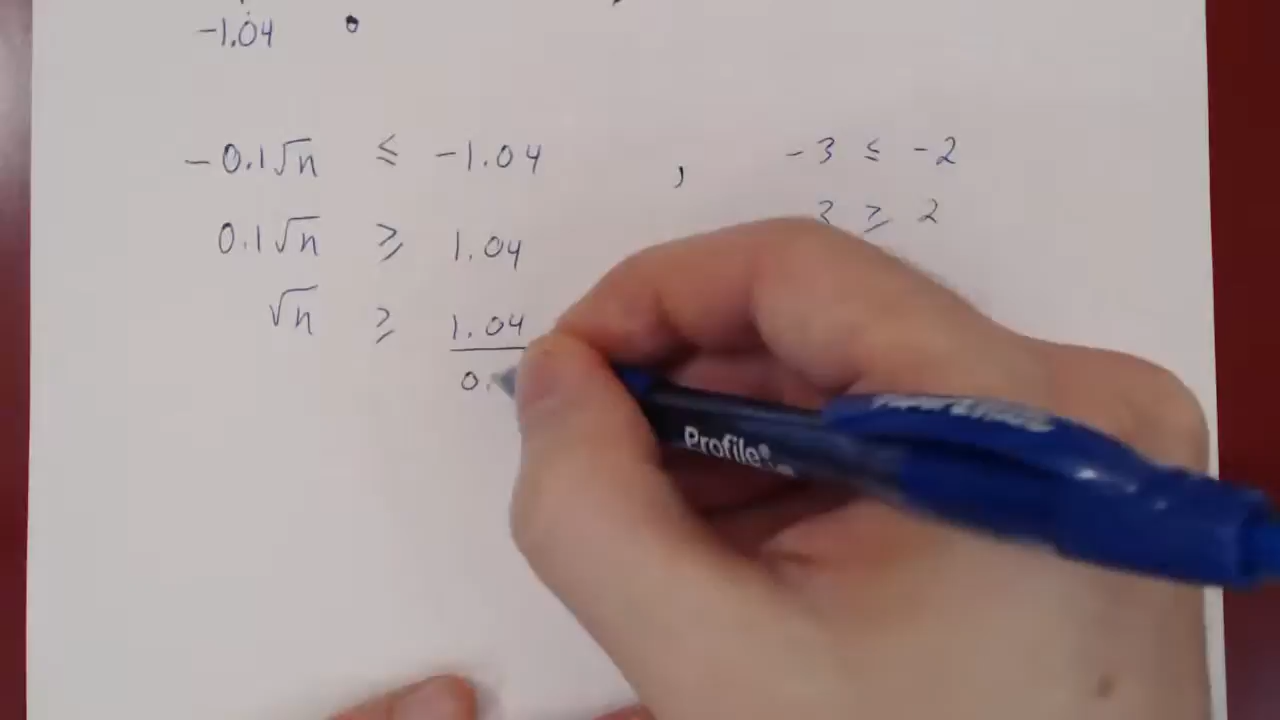 -1.04
-0.1√n ≤ -1.04 , -3 ≤ -2
0.1√n ≥ 1.04 3 ≥ 2
√n ≥ 1.04
0.
Profile®